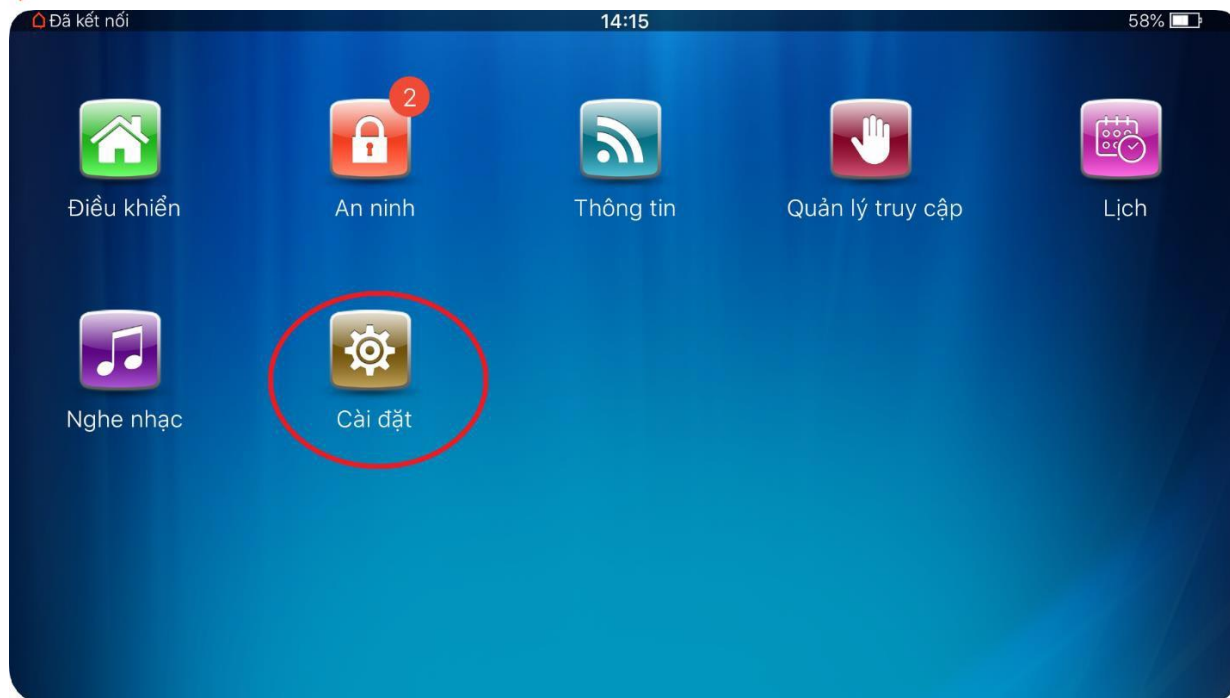 Đã kết nối
14:15
58%
2
Điều khiển
An ninh
Thông tin
Quản lý truy cập
Lịch
Nghe nhạc
Cài đặt